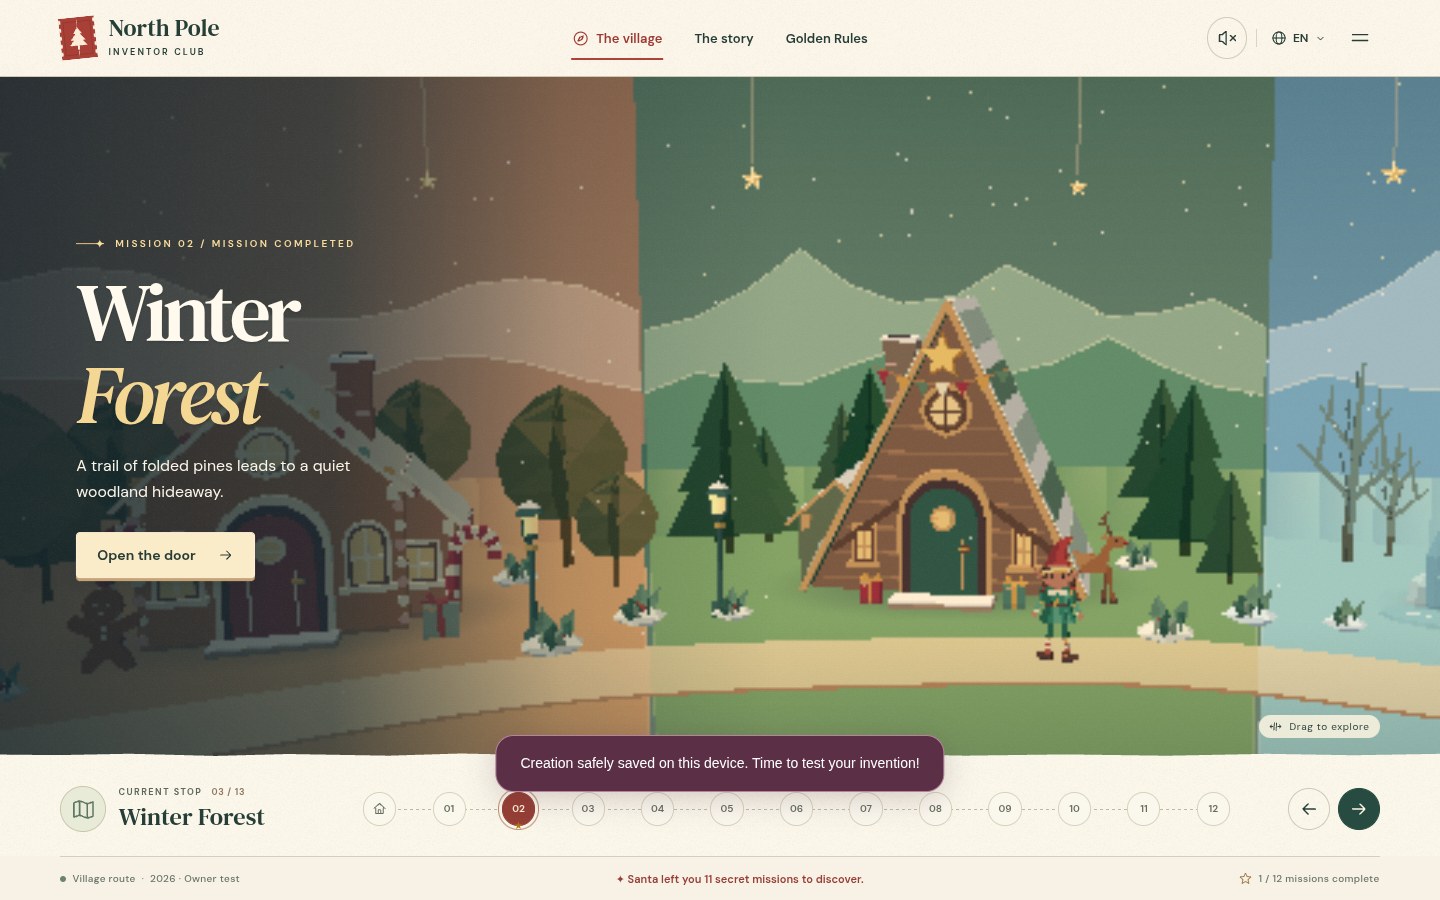 North Pole
INVENTOR CLUB
The village
The story
Golden Rules
EN
MISSION 02 / MISSION COMPLETED
Winter
Forest
A trail of folded pines leads to a quiet
woodland hideaway.
Open the door
Drag to explore
Creation safely saved on this device. Time to test your invention!
CURRENT STOP 03 / 13
Winter Forest
01 02 03 04 05 06 07 08 09 10 11 12
Village route · 2026 · Owner test
Santa left you 11 secret missions to discover.
1 / 12 missions complete